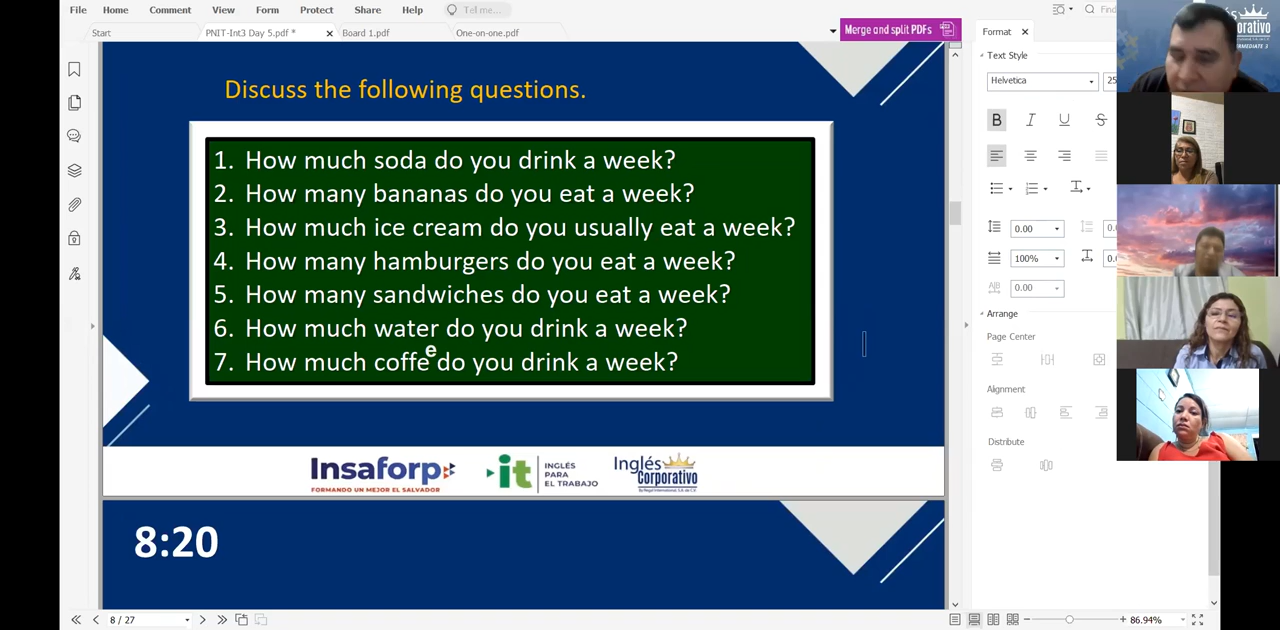 File Home Comment View Form Protect Share Help Tell me... Find
Start PNIT-Int3 Day 5.pdf * Board 1.pdf One-on-one.pdf Merge and split PDFs Format
Text Style
Helvetica 25
B I U S
0.00
100%
0.00
Arrange
Page Center
Alignment
Distribute
Discuss the following questions.
1. How much soda do you drink a week?
2. How many bananas do you eat a week?
3. How much ice cream do you usually eat a week?
4. How many hamburgers do you eat a week?
5. How many sandwiches do you eat a week?
6. How much water do you drink a week?
7. How much coffee do you drink a week?
Insaforp
FORMANDO UN MEJOR EL SALVADOR
it
INGLÉS
PARA
EL TRABAJO
Inglés
Corporativo
8:20
8 / 27 86.94%